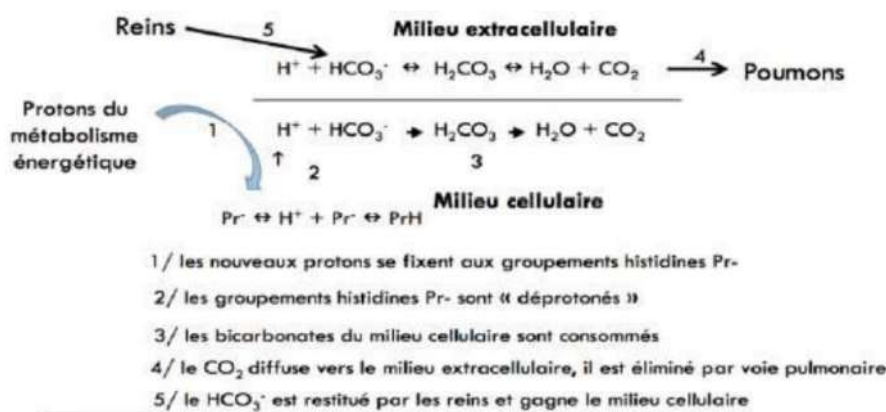 Reins 5 Milieu extracellulaire
H⁺ + HCO₃⁻ ↔ H₂CO₃ ↔ H₂O + CO₂ 4 Poumons
Protons du
métabolisme
énergétique
1 H⁺ + HCO₃⁻ → H₂CO₃ → H₂O + CO₂
↑ 2 3
Milieu cellulaire
Pr⁻ ↔ H⁺ + Pr⁻ ↔ PrH
1/ les nouveaux protons se fixent aux groupements histidines Pr-
2/ les groupements histidines Pr- sont « déprotonés »
3/ les bicarbonates du milieu cellulaire sont consommés
4/ le CO₂ diffuse vers le milieu extracellulaire, il est éliminé par voie pulmonaire
5/ le HCO₃⁻ est restitué par les reins et gagne le milieu cellulaire